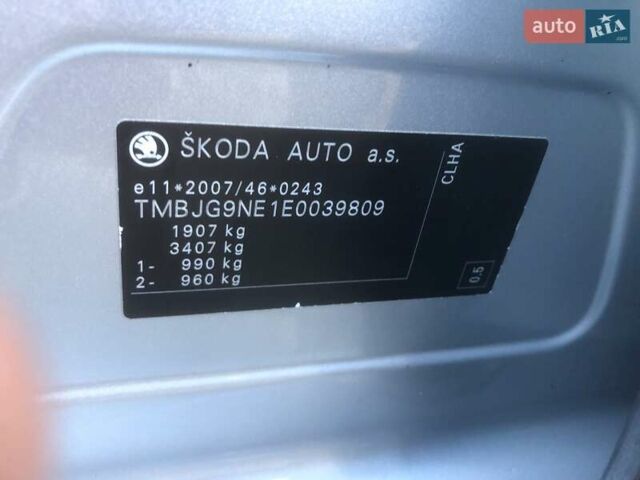 auto RIA.com
ŠKODA AUTO a.s.
CLHA
e11*2007/46*0243
TMBJG9NE1E0039809
1907 kg
3407 kg
1- 990 kg
2- 960 kg
0.5